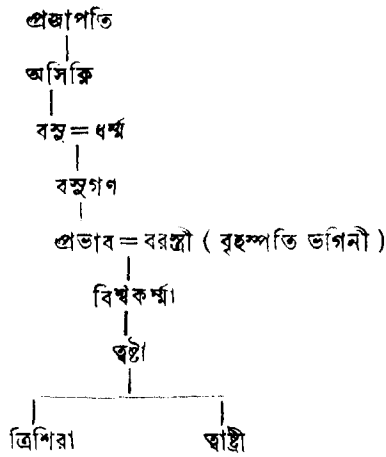 প্রজাপতি
অসিক্লি
বসু = ধর্ম্ম
বসুগণ
প্রভাব = বরস্ত্রী ( বৃহস্পতি ভগিনী )
বিশ্বকর্ম্মা
ত্বষ্টা
ত্রিশিরা ত্বাষ্ট্রী